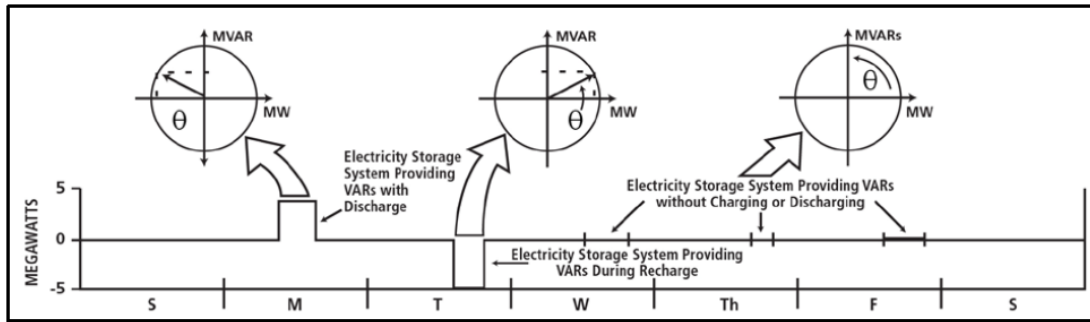 MVAR
MW
θ
MVAR
MW
θ
MVARs
MW
θ
Electricity Storage
System Providing
VARs with
Discharge
Electricity Storage System Providing VARs
without Charging or Discharging
Electricity Storage System Providing
VARs During Recharge
MEGAWATTS
5
0
-5
S M T W Th F S